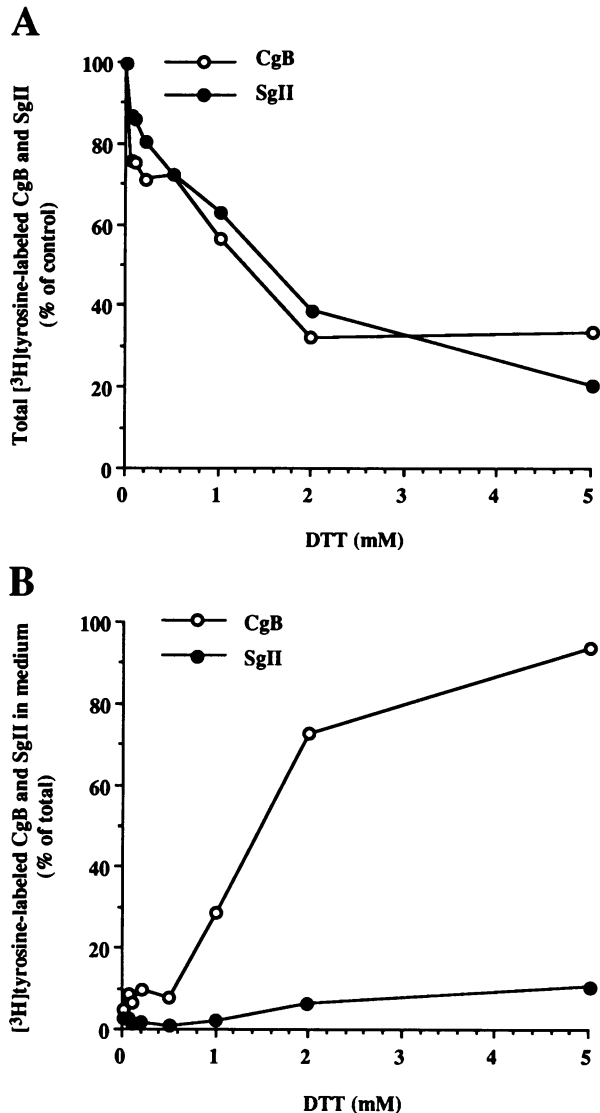 A
Total [³H]tyrosine-labeled CgB and SgII
(% of control)
100
80
60
40
20
0
CgB
SgII
0 1 2 3 4 5
DTT (mM)
B
[³H]tyrosine-labeled CgB and SgII in medium
(% of total)
100
80
60
40
20
0
CgB
SgII
0 1 2 3 4 5
DTT (mM)